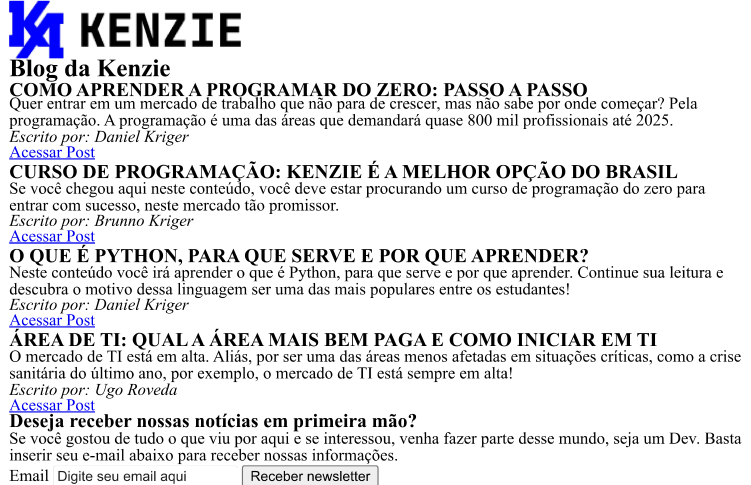 KA KENZIE
Blog da Kenzie
COMO APRENDER A PROGRAMAR DO ZERO: PASSO A PASSO
Quer entrar em um mercado de trabalho que não para de crescer, mas não sabe por onde começar? Pela
programação. A programação é uma das áreas que demandará quase 800 mil profissionais até 2025.
Escrito por: Daniel Kriger
Acessar Post
CURSO DE PROGRAMAÇÃO: KENZIE É A MELHOR OPÇÃO DO BRASIL
Se você chegou aqui neste conteúdo, você deve estar procurando um curso de programação do zero para
entrar com sucesso, neste mercado tão promissor.
Escrito por: Brunno Kriger
Acessar Post
O QUE É PYTHON, PARA QUE SERVE E POR QUE APRENDER?
Neste conteúdo você irá aprender o que é Python, para que serve e por que aprender. Continue sua leitura e
descubra o motivo dessa linguagem ser uma das mais populares entre os estudantes!
Escrito por: Daniel Kriger
Acessar Post
ÁREA DE TI: QUAL A ÁREA MAIS BEM PAGA E COMO INICIAR EM TI
O mercado de TI está em alta. Aliás, por ser uma das áreas menos afetadas em situações críticas, como a crise
sanitária do último ano, por exemplo, o mercado de TI está sempre em alta!
Escrito por: Ugo Roveda
Acessar Post
Deseja receber nossas notícias em primeira mão?
Se você gostou de tudo o que viu por aqui e se interessou, venha fazer parte desse mundo, seja um Dev. Basta
inserir seu e-mail abaixo para receber nossas informações.
Email Digite seu email aqui Receber newsletter